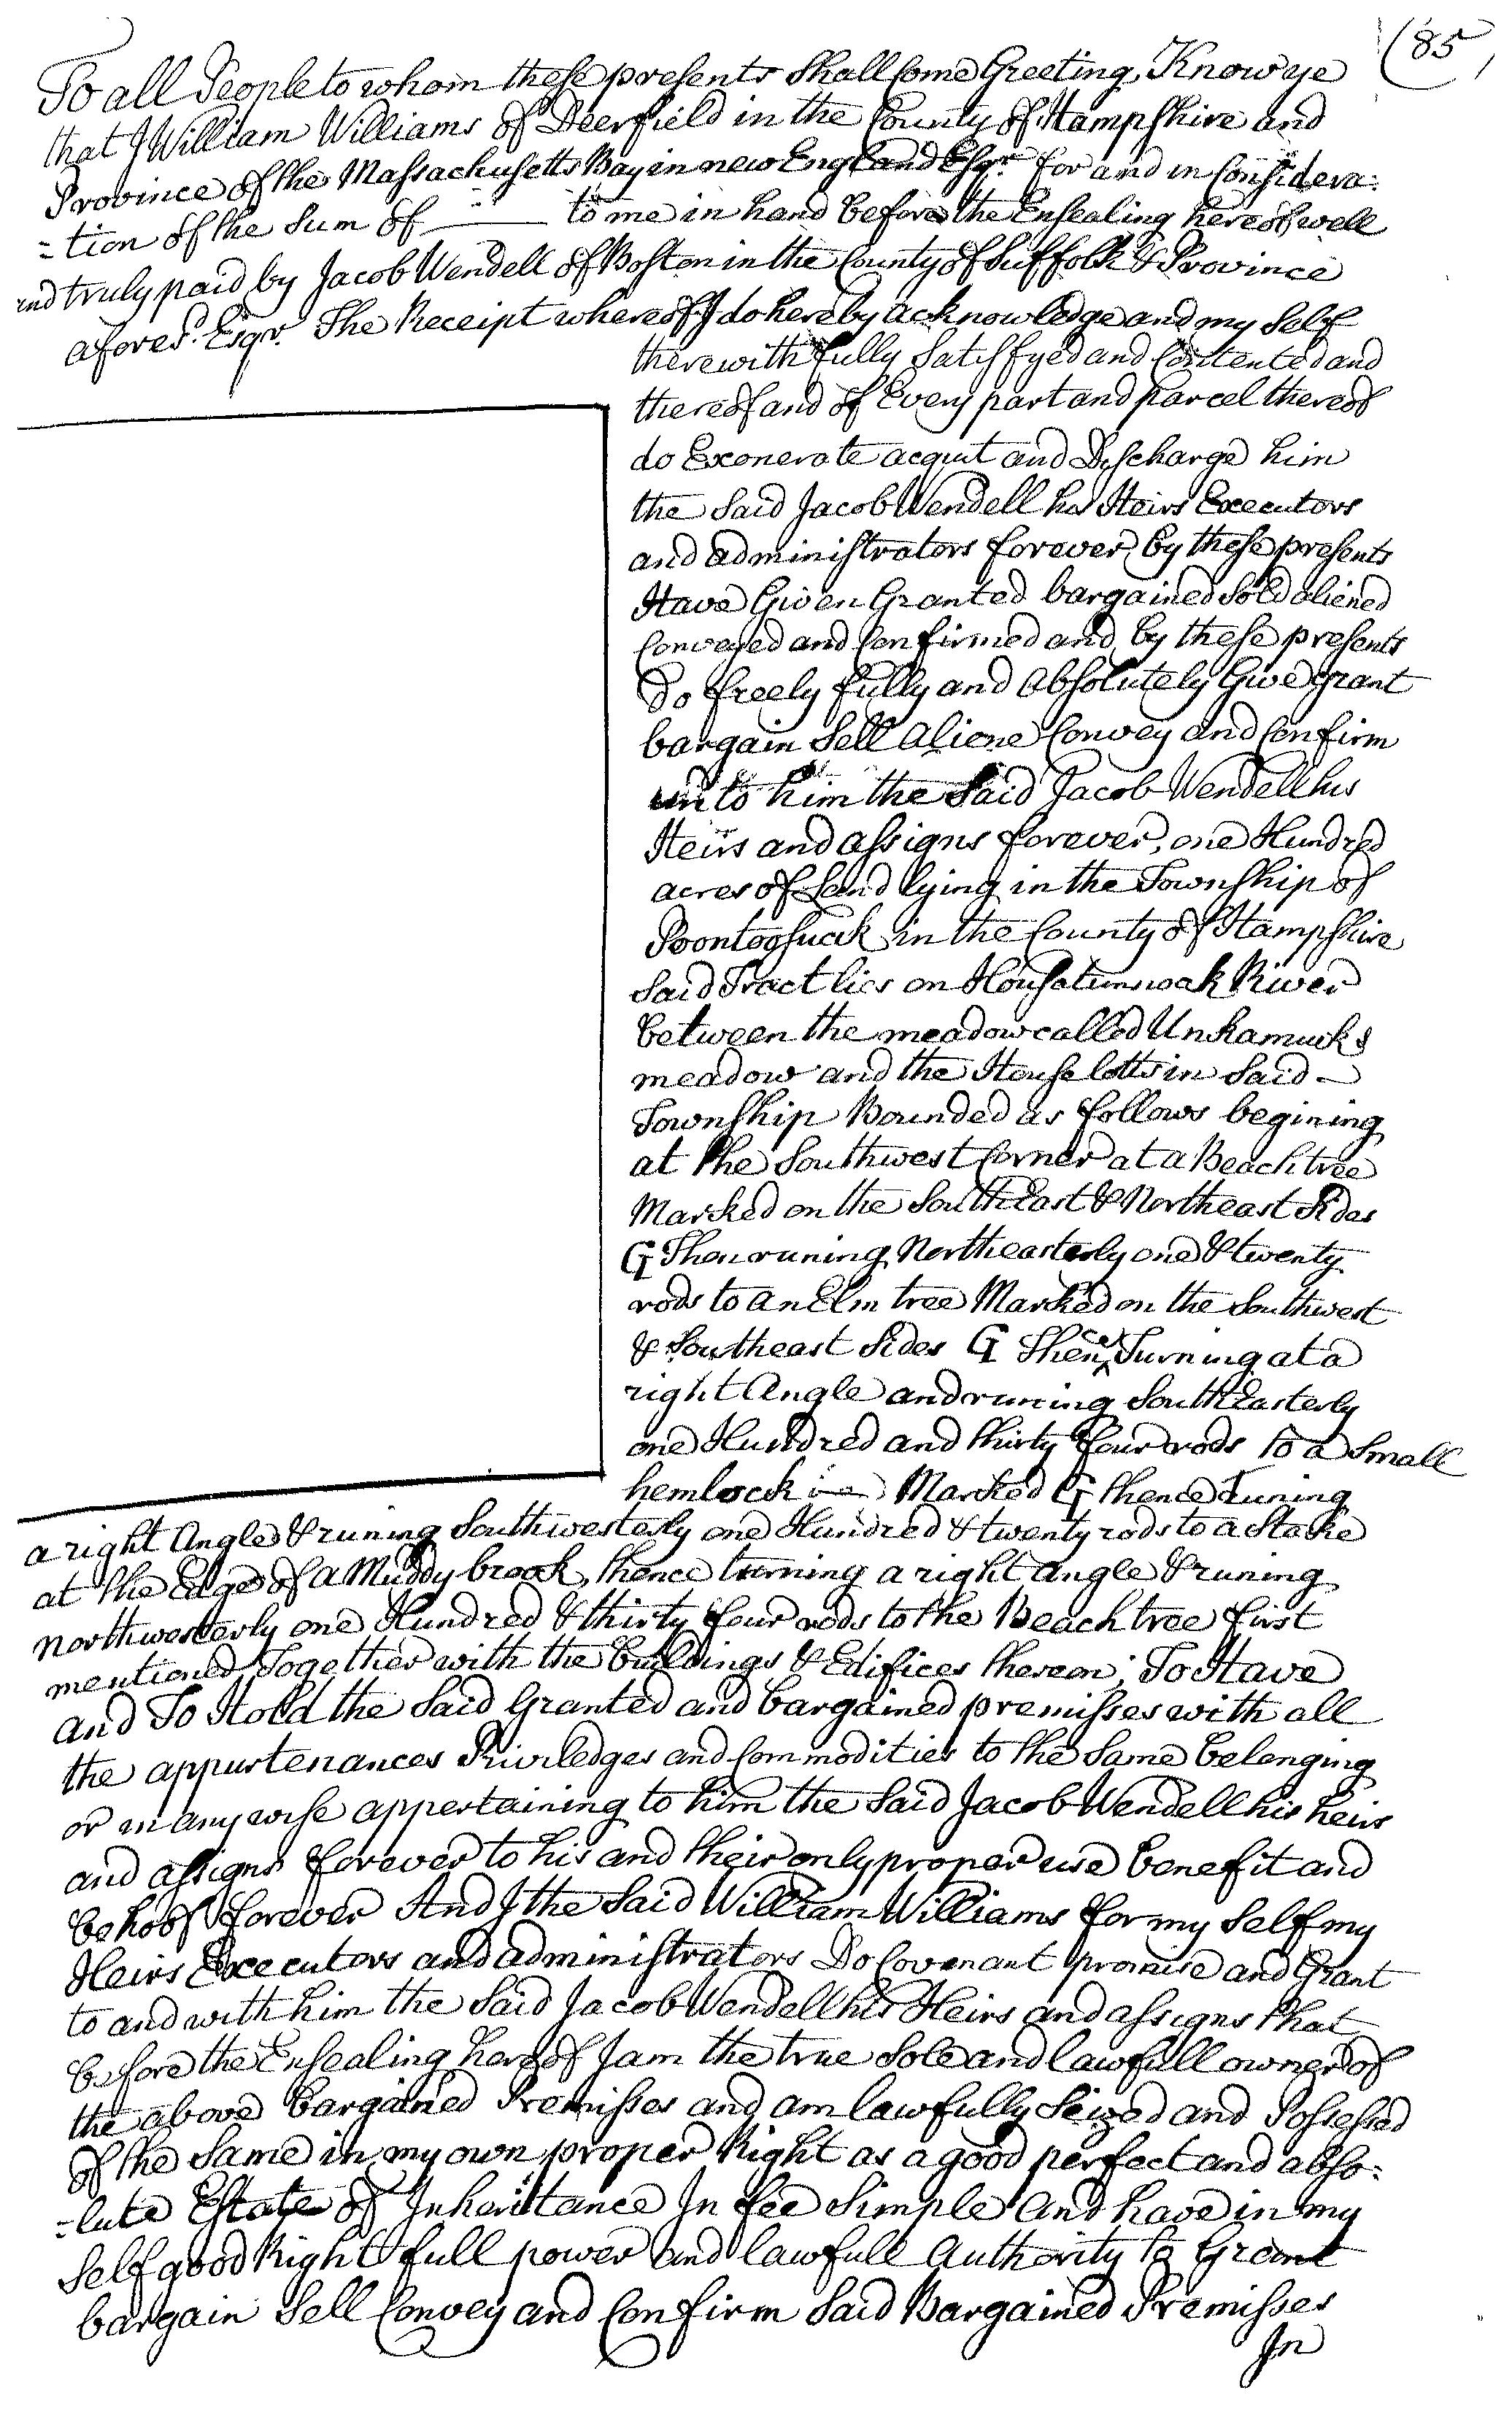 (85)
To all People to whom these presents shall Come Greeting, Know ye
that I William Williams of Deerfield in the County of Hampshire and
Province of the Massachusetts Bay in new England Esqr. for and in Considera:
=tion of the Sum of —— to me in hand before the Ensealing hereof well
and truly paid by Jacob Wendell of Boston in the County of Suffolk & Province
afores.d Esqr. The Receipt whereof I do hereby acknowledge and my Self
therewith fully Satisfyed and Contented and
thereof and of Every part and parcel thereof
do Exonerate acquit and Discharge him
the Said Jacob Wendell his Heirs Executors
and administrators forever by these presents
Have Given Granted bargained Sold aliened
Conveyed and Confirmed and by these presents
Do freely fully and absolutely Give Grant
bargain Sell aliene Convey and Confirm
unto him the Said Jacob Wendell his
Heirs and assigns forever, one Hundred
acres of Land lying in the Township of
Poontoosuck in the County of Hampshire
Said Tract lies on Housatunnock River
between the meadow called Unkamucks
meadow and the House lotts in Said —
Township Bounded as follows begining
at the Southwest Corner at a Beach tree
Marked on the South East & Northeast Sides
G Then runing Northeasterly one & twenty
rods to an Elm tree Marked on the Southwest
& Southeast Sides G Thence Turning at a
right Angle and runing South Easterly
one Hundred and thirty four rods to a Small
hemlock Marked G thence Tuning
a right Angle & runing Southwesterly one Hundred & twenty rods to a Stake
at the Edge of a Muddy brook, thence turning a right angle & runing
northwesterly one Hundred & thirty four rods to the Beach tree first
mentioned, Together with the buildings & Edifices thereon; To Have
and To Hold the Said Granted and bargained premisses with all
the appurtenances Priviledges and Commodities to the Same belonging
or in any wise appertaining to him the Said Jacob Wendell his heirs
and assigns forever to his and their only proper use benefit and
behoof forever And I the Said William Williams for my Self my
Heirs Executors and administrators Do Covenant promise and Grant
to and with him the Said Jacob Wendell his Heirs and assigns that
before the Ensealing hereof I am the true Sole and lawfull owner of
the above bargained Premisses and am lawfully Seized and Possessed
of the Same in my own proper Right as a good perfect and abso:
=lute Estate of Inheritance In fee Simple And have in my
Self good Right full power and lawfull Authority to Grant
bargain Sell Convey and Confirm Said Bargained Premisses
In